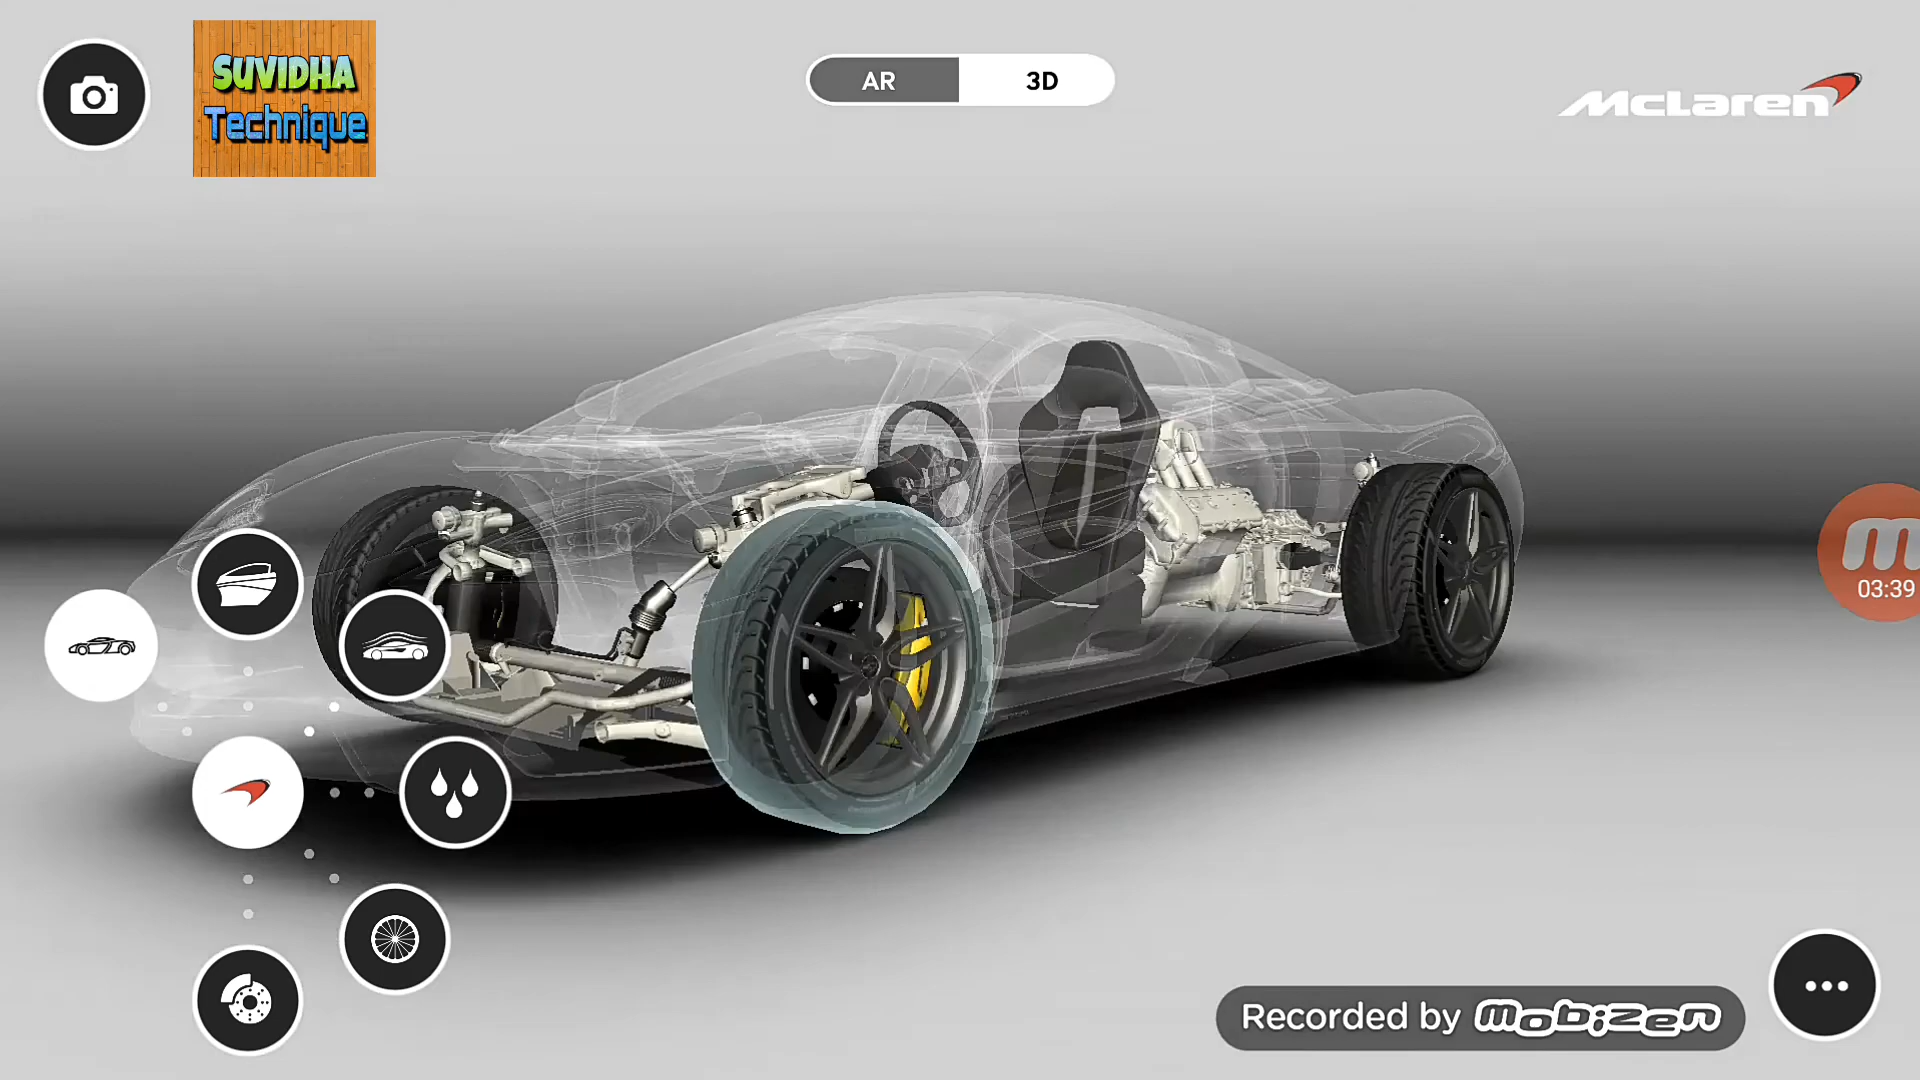 SUVIDHA
Technique
AR
3D
McLaren
03:39
Recorded by mobizen